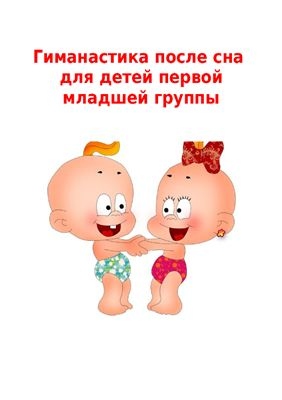 Гиманастика после сна
для детей первой
младшей группы